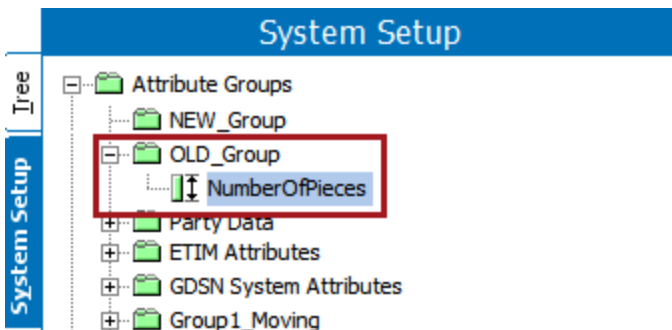 System Setup
Tree
System Setup
Attribute Groups
NEW_Group
OLD_Group
NumberOfPieces
Party Data
ETIM Attributes
GDSN System Attributes
Group1_Moving